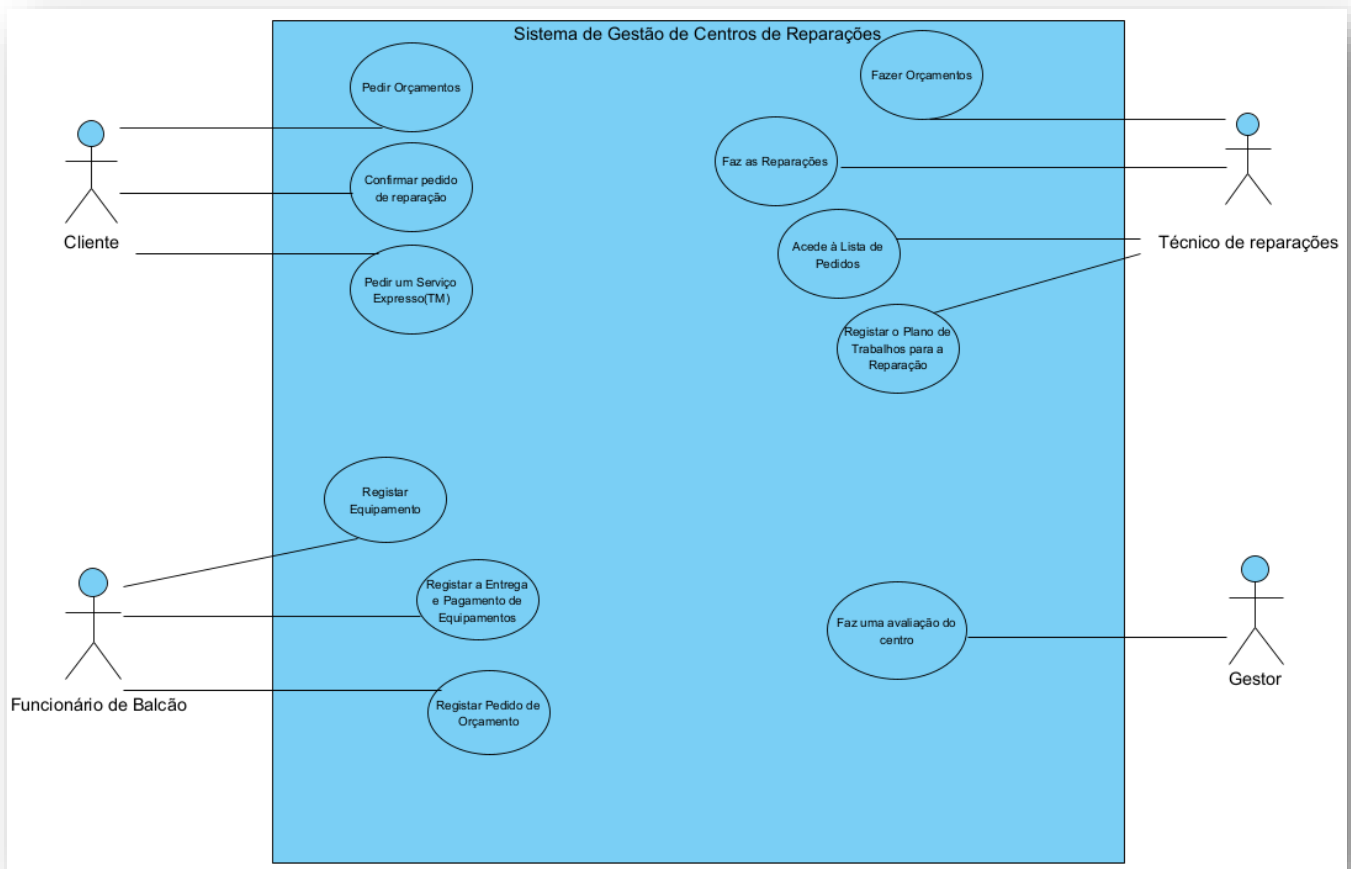 Sistema de Gestão de Centros de Reparações
Pedir Orçamentos
Confirmar pedido
de reparação
Pedir um Serviço
Expresso(TM)
Cliente
Fazer Orçamentos
Faz as Reparações
Acede à Lista de
Pedidos
Registar o Plano de
Trabalhos para a
Reparação
Técnico de reparações
Registar
Equipamento
Registar a Entrega
e Pagamento de
Equipamentos
Registar Pedido de
Orçamento
Funcionário de Balcão
Faz uma avaliação do
centro
Gestor